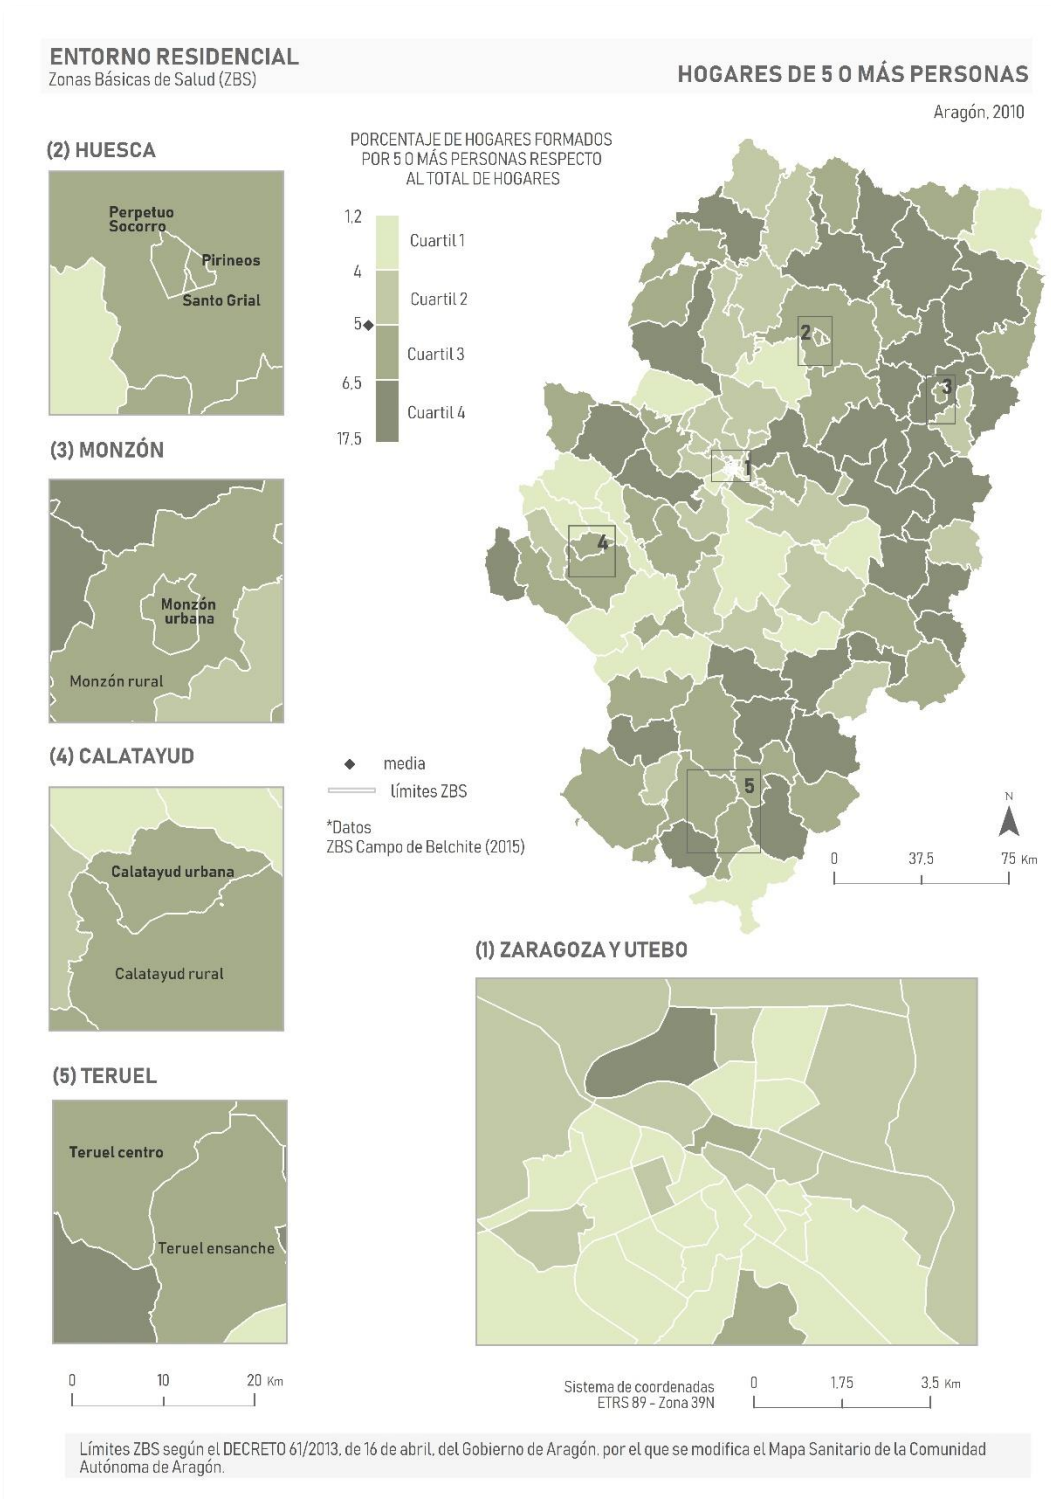 ENTORNO RESIDENCIAL
Zonas Básicas de Salud (ZBS)
HOGARES DE 5 O MÁS PERSONAS
Aragón, 2010
(2) HUESCA
Perpetuo
Socorro
Pirineos
Santo Grial
PORCENTAJE DE HOGARES FORMADOS
POR 5 O MÁS PERSONAS RESPECTO
AL TOTAL DE HOGARES
1,2
Cuartil 1
4
Cuartil 2
5
Cuartil 3
6,5
Cuartil 4
17,5
2
3
1
4
5
(3) MONZÓN
Monzón
urbana
Monzón rural
(4) CALATAYUD
Calatayud urbana
Calatayud rural
media
límites ZBS
*Datos
ZBS Campo de Belchite (2015)
N
0 37,5 75 Km
(5) TERUEL
Teruel centro
Teruel ensanche
0 10 20 Km
(1) ZARAGOZA Y UTEBO
Sistema de coordenadas
ETRS 89 - Zona 39N
0 1,75 3,5 Km
Límites ZBS según el DECRETO 61/2013, de 16 de abril, del Gobierno de Aragón, por el que se modifica el Mapa Sanitario de la Comunidad
Autónoma de Aragón.